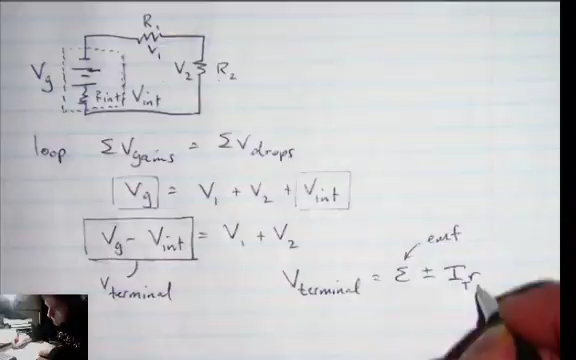 R₁
V₁
Vg V₂ R₂
Rint Vint
loop ΣVgains = ΣVdrops
Vg = V₁ + V₂ + Vint
Vg - Vint = V₁ + V₂
Vterminal
emf
Vterminal = Ɛ ± I_T r